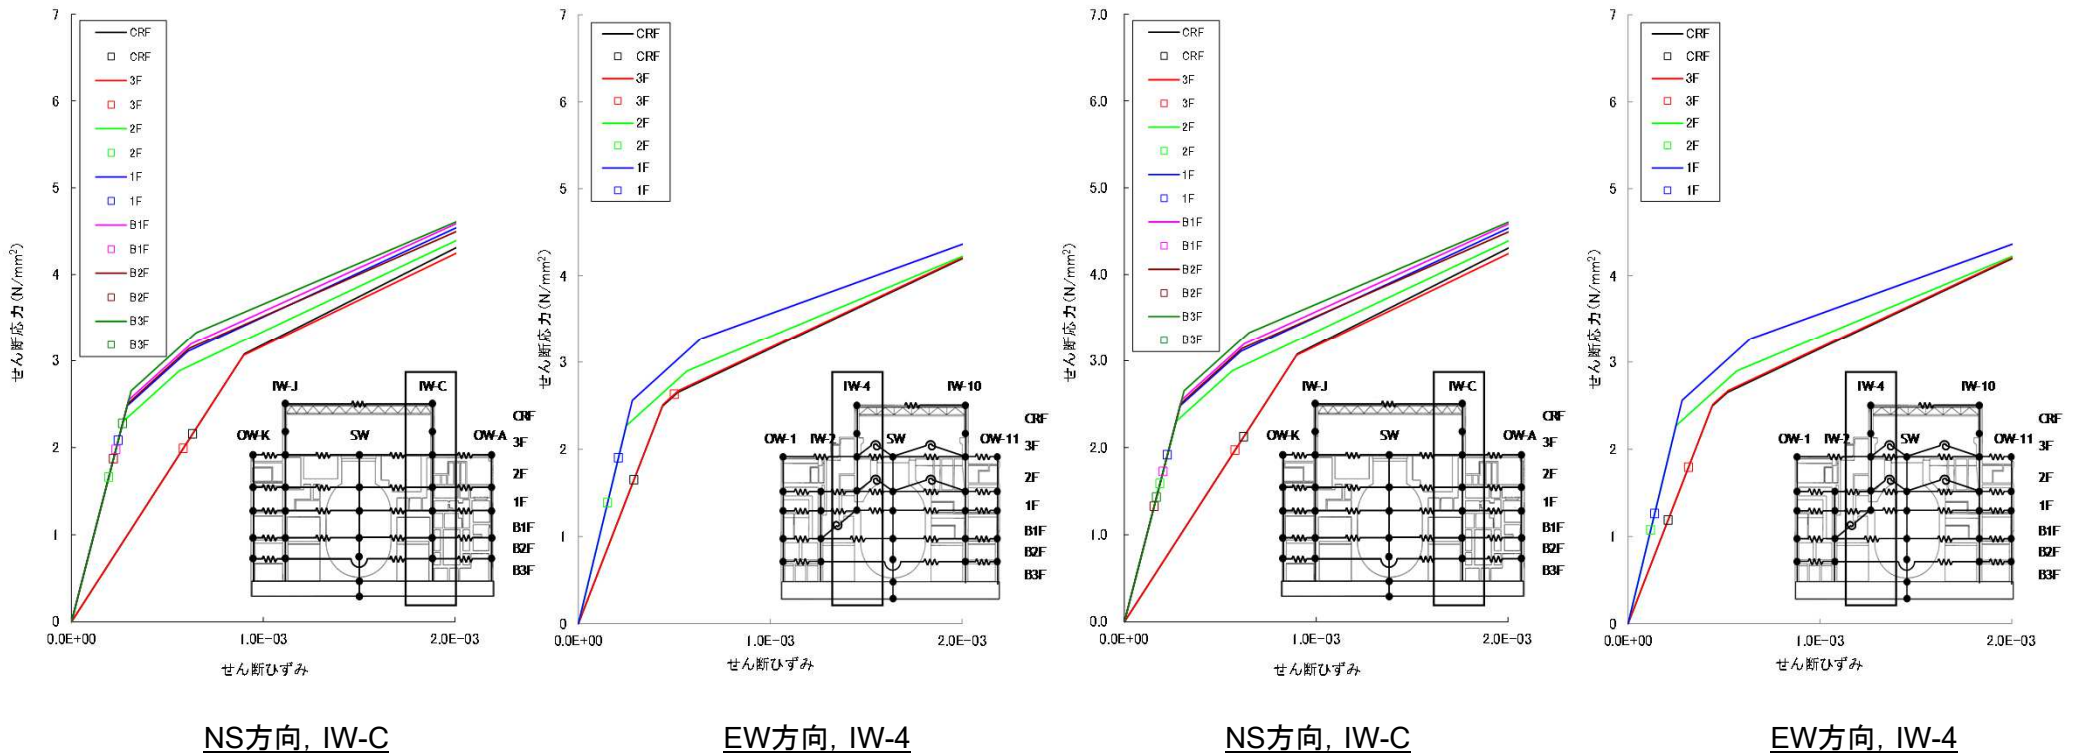 7
6
5
4
3
2
1
0
せん断応力(N/mm²)
CRF
CRF
3F
3F
2F
2F
1F
1F
B1F
B1F
B2F
B2F
B3F
B3F
IW-J
IW-C
OW-K
SW
OW-A
CRF
3F
2F
1F
B1F
B2F
B3F
0.0E+00
1.0E-03
2.0E-03
せん断ひずみ
NS方向, IW-C
7
6
5
4
3
2
1
0
せん断応力(N/mm²)
CRF
CRF
3F
3F
2F
2F
1F
1F
IW-4
IW-10
OW-1
IW-2
SW
OW-11
CRF
3F
2F
1F
B1F
B2F
B3F
0.0E+00
1.0E-03
2.0E-03
せん断ひずみ
EW方向, IW-4
7.0
6.0
5.0
4.0
3.0
2.0
1.0
0.0
せん断応力(N/mm²)
CRF
CRF
3F
3F
2F
2F
1F
1F
B1F
B1F
B2F
B2F
B3F
B3F
IW-J
IW-C
OW-K
SW
OW-A
CRF
3F
2F
1F
B1F
B2F
B3F
0.0E+00
1.0E-03
2.0E-03
せん断ひずみ
NS方向, IW-C
7
6
5
4
3
2
1
0
せん断応力(N/mm²)
CRF
CRF
3F
3F
2F
2F
1F
1F
IW-4
IW-10
OW-1
IW-2
SW
OW-11
CRF
3F
2F
1F
B1F
B2F
B3F
0.0E+00
1.0E-03
2.0E-03
せん断ひずみ
EW方向, IW-4